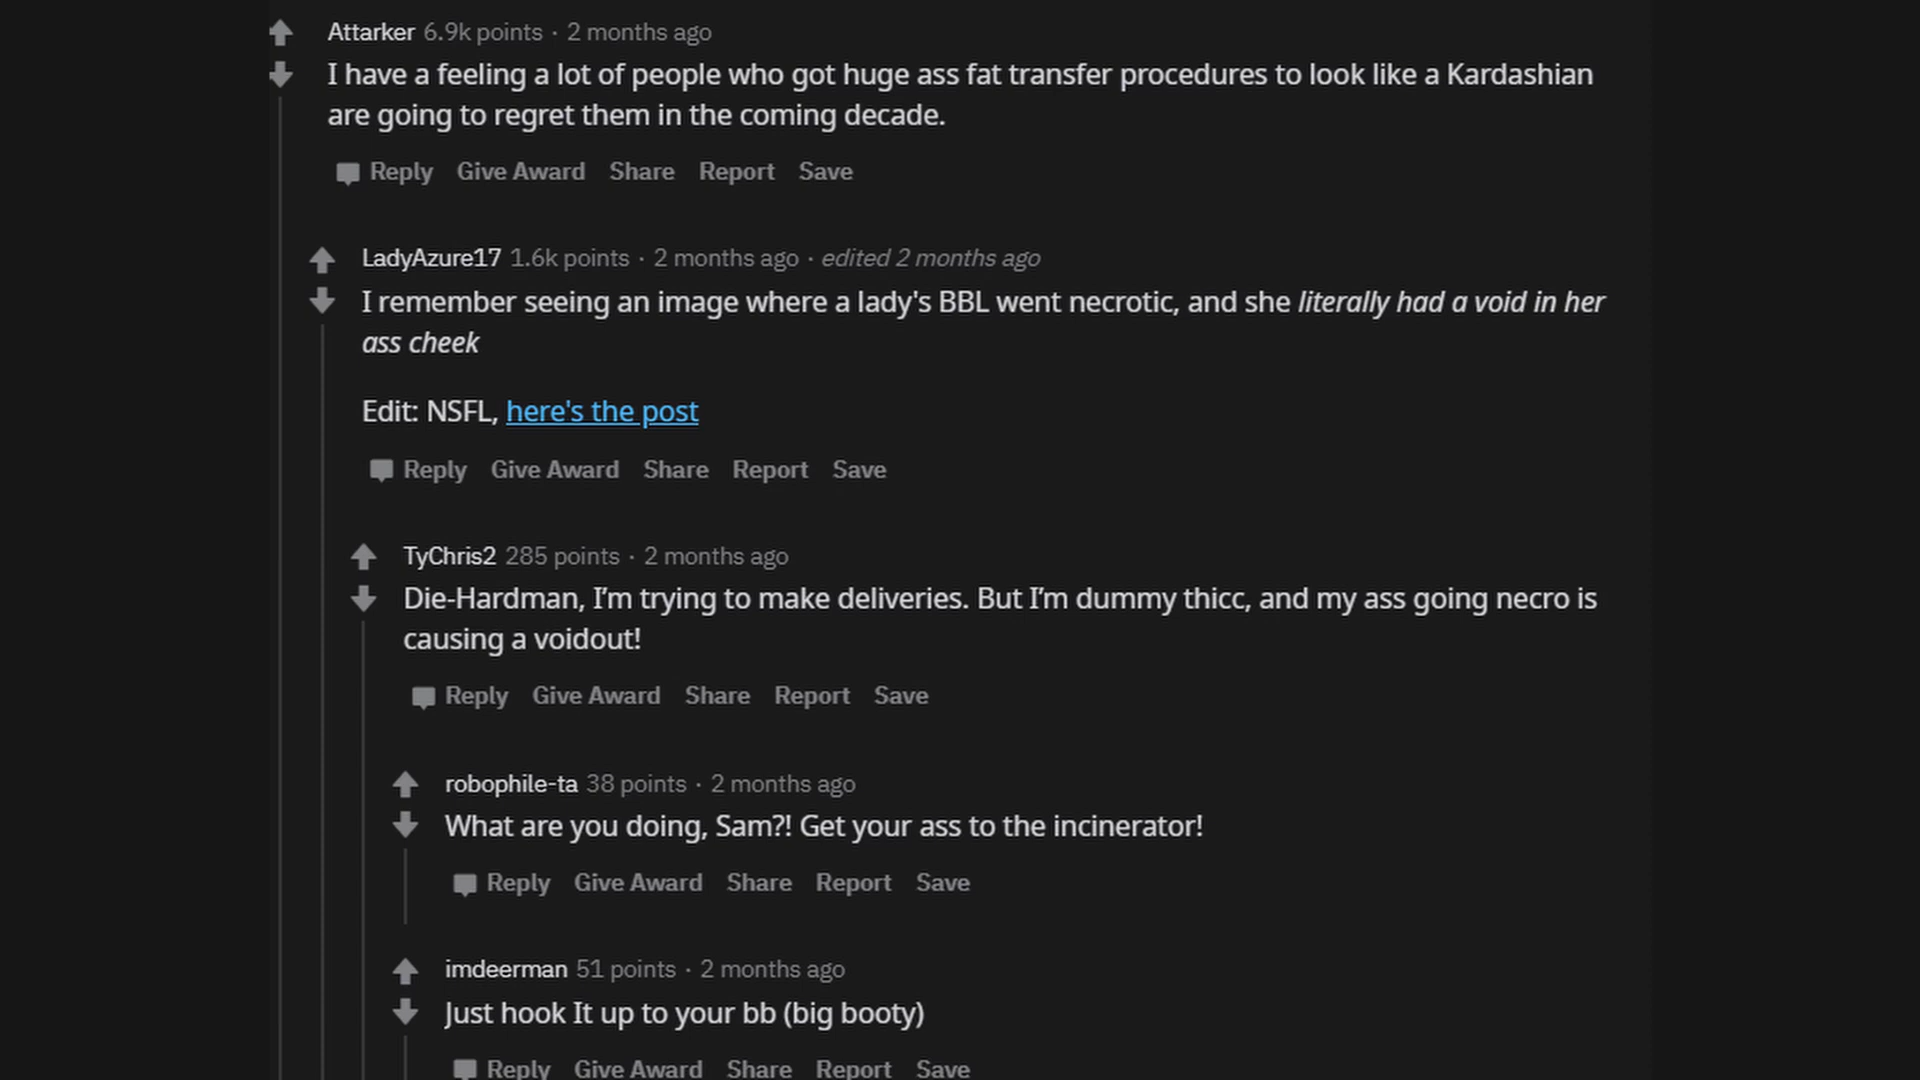 Attarker 6.9k points · 2 months ago
I have a feeling a lot of people who got huge ass fat transfer procedures to look like a Kardashian
are going to regret them in the coming decade.
Reply Give Award Share Report Save
LadyAzure17 1.6k points · 2 months ago · edited 2 months ago
I remember seeing an image where a lady's BBL went necrotic, and she literally had a void in her
ass cheek
Edit: NSFL, here's the post
Reply Give Award Share Report Save
TyChris2 285 points · 2 months ago
Die-Hardman, I’m trying to make deliveries. But I’m dummy thicc, and my ass going necro is
causing a voidout!
Reply Give Award Share Report Save
robophile-ta 38 points · 2 months ago
What are you doing, Sam?! Get your ass to the incinerator!
Reply Give Award Share Report Save
imdeerman 51 points · 2 months ago
Just hook It up to your bb (big booty)
Reply Give Award Share Report Save